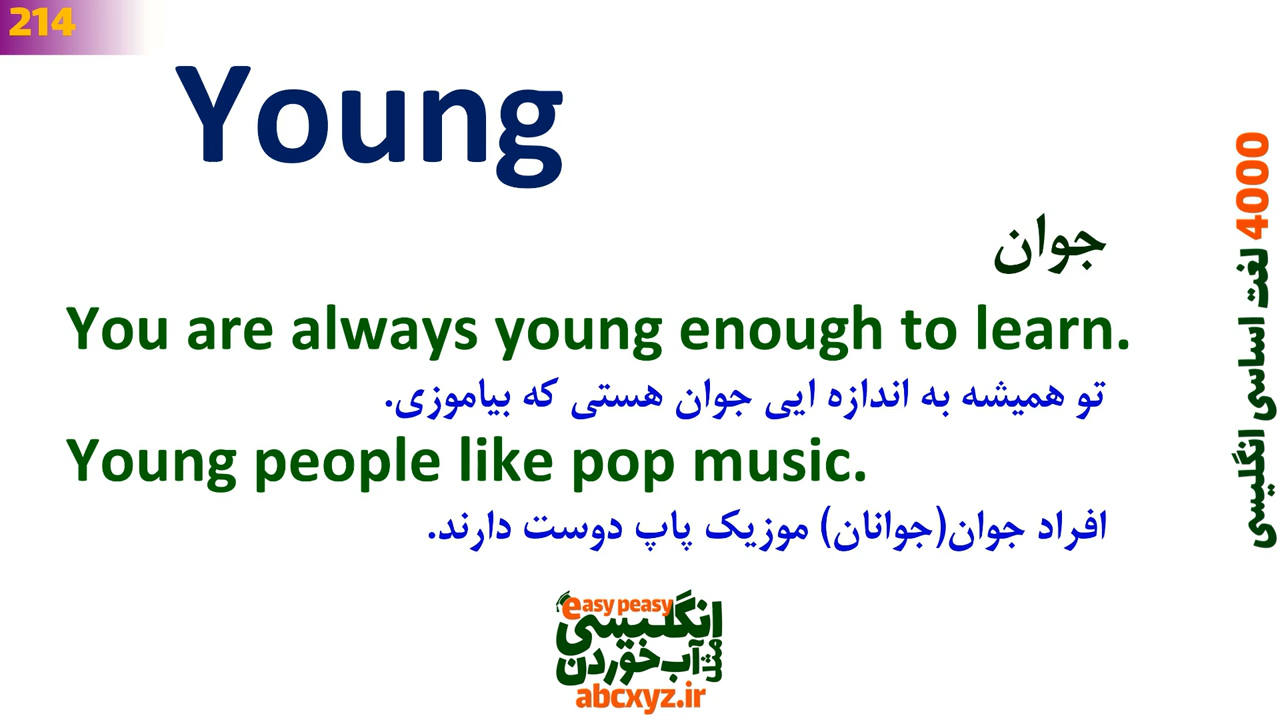 214
Young
جوان
You are always young enough to learn.
تو همیشه به اندازه ایی جوان هستی که بیاموزی.
Young people like pop music.
افراد جوان(جوانان) موزیک پاپ دوست دارند.
4000 لغت اساسی انگلیسی
easy peasy
انگلیسی
مثل آب خوردن
abcxyz.ir